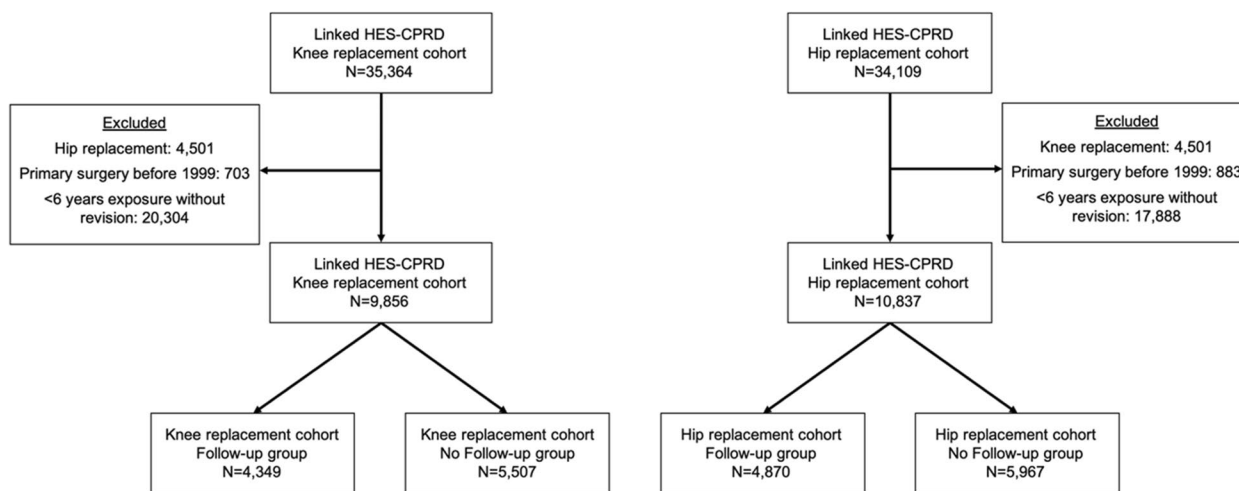 Linked HES-CPRD
Knee replacement cohort
N=35,364
Excluded
Hip replacement: 4,501
Primary surgery before 1999: 703
<6 years exposure without
revision: 20,304
Linked HES-CPRD
Knee replacement cohort
N=9,856
Knee replacement cohort
Follow-up group
N=4,349
Knee replacement cohort
No Follow-up group
N=5,507
Linked HES-CPRD
Hip replacement cohort
N=34,109
Excluded
Knee replacement: 4,501
Primary surgery before 1999: 883
<6 years exposure without
revision: 17,888
Linked HES-CPRD
Hip replacement cohort
N=10,837
Hip replacement cohort
Follow-up group
N=4,870
Hip replacement cohort
No Follow-up group
N=5,967